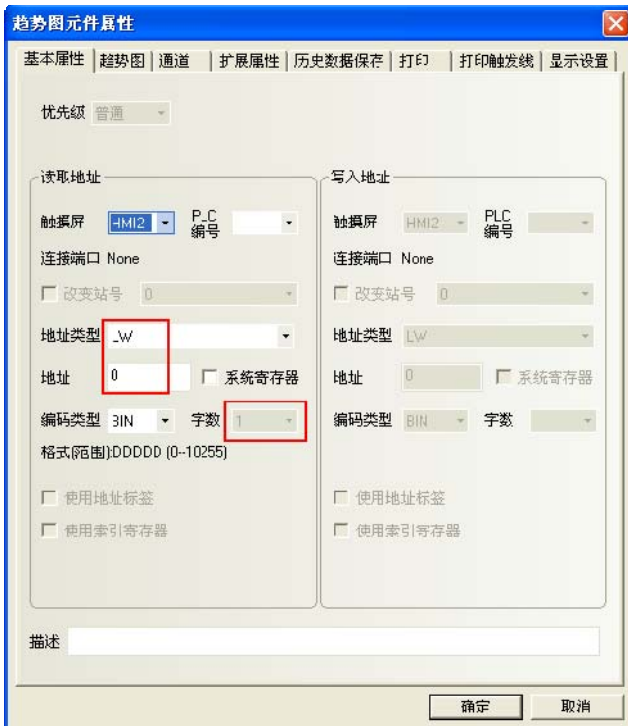 趋势图元件属性
基本属性 趋势图 通道 扩展属性 历史数据保存 打印 打印触发线 显示设置
优先级 普通
读取地址
触摸屏 HMI2 PLC编号
连接端口 None
改变站号 0
地址类型 LW
地址 0 系统寄存器
编码类型 BIN 字数 1
格式(范围):DDDDD (0--10255)
使用地址标签
使用索引寄存器
写入地址
触摸屏 HMI2 PLC编号
连接端口 None
改变站号 0
地址类型 LW
地址 0 系统寄存器
编码类型 BIN 字数
使用地址标签
使用索引寄存器
描述
确定 取消